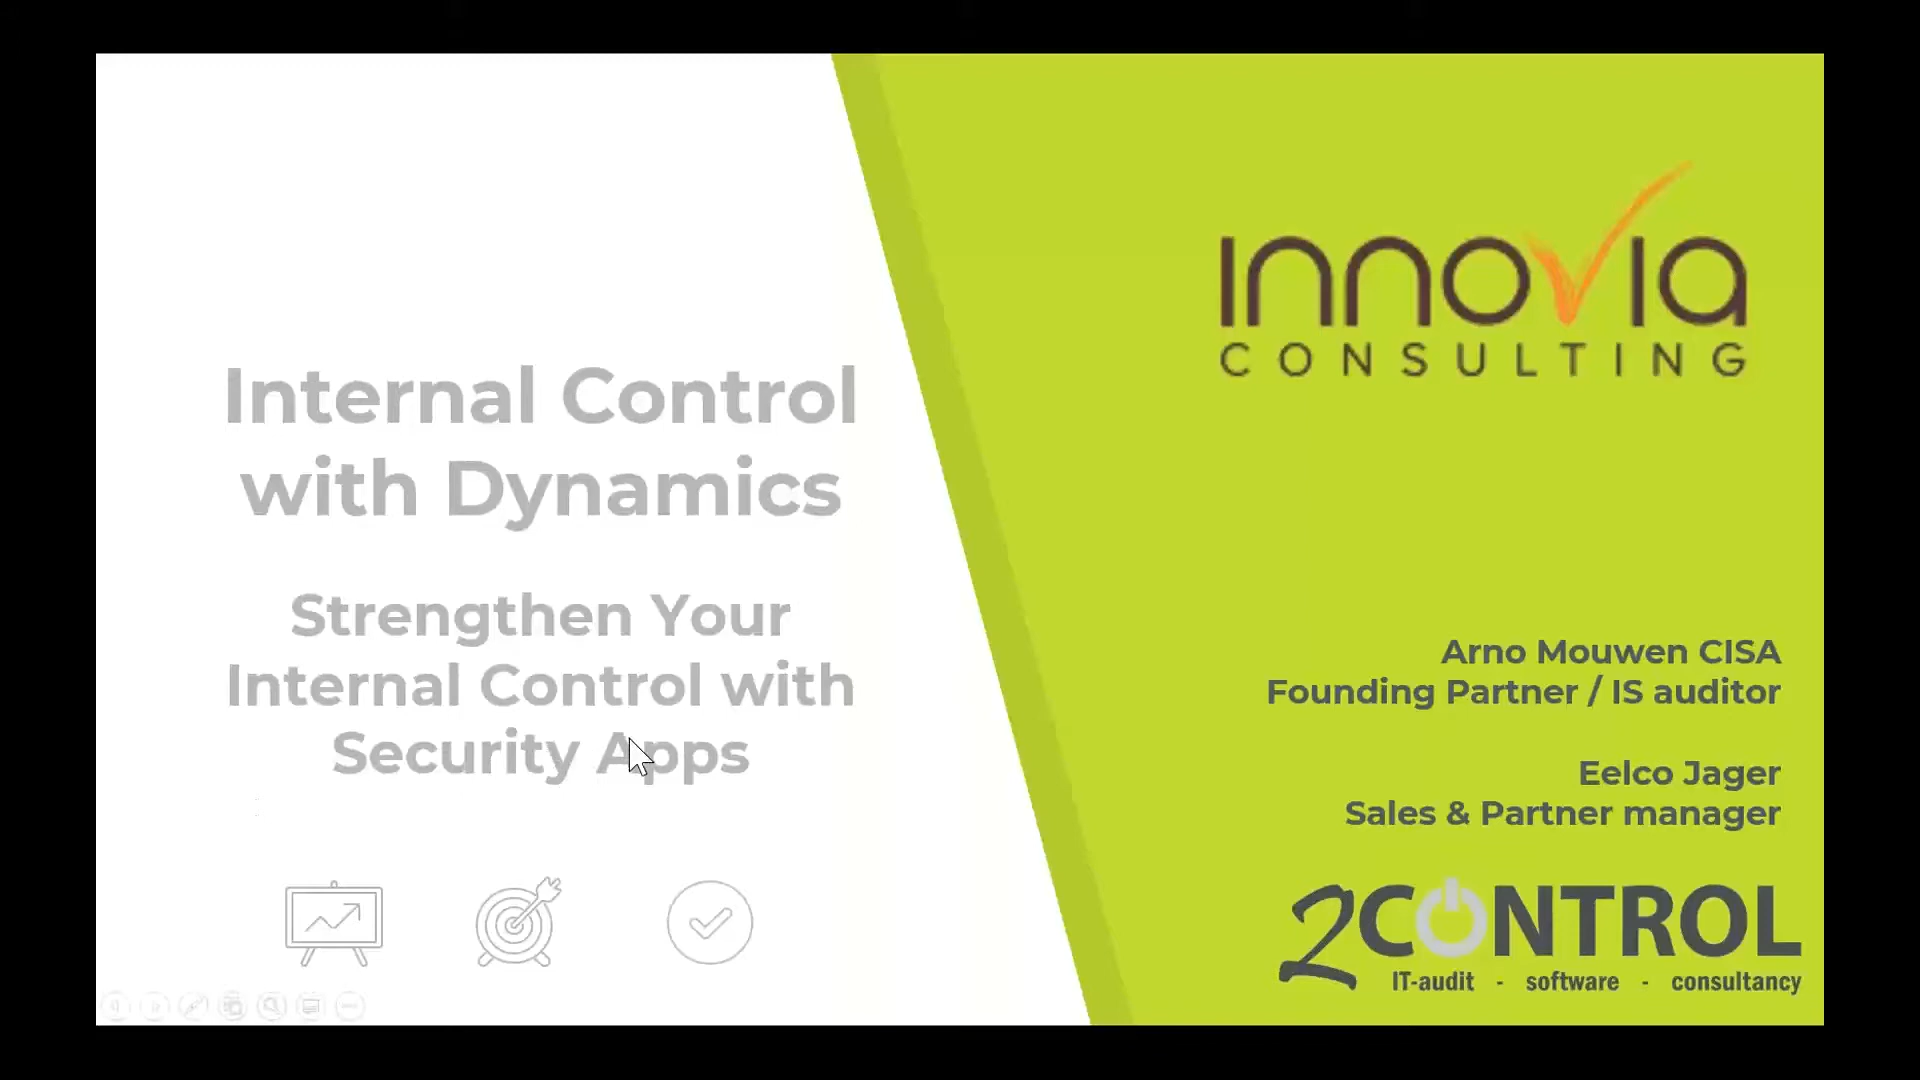 Internal Control
with Dynamics
Strengthen Your
Internal Control with
Security Apps
innovia
CONSULTING
Arno Mouwen CISA
Founding Partner / IS auditor
Eelco Jager
Sales & Partner manager
2CONTROL
IT-audit - software - consultancy